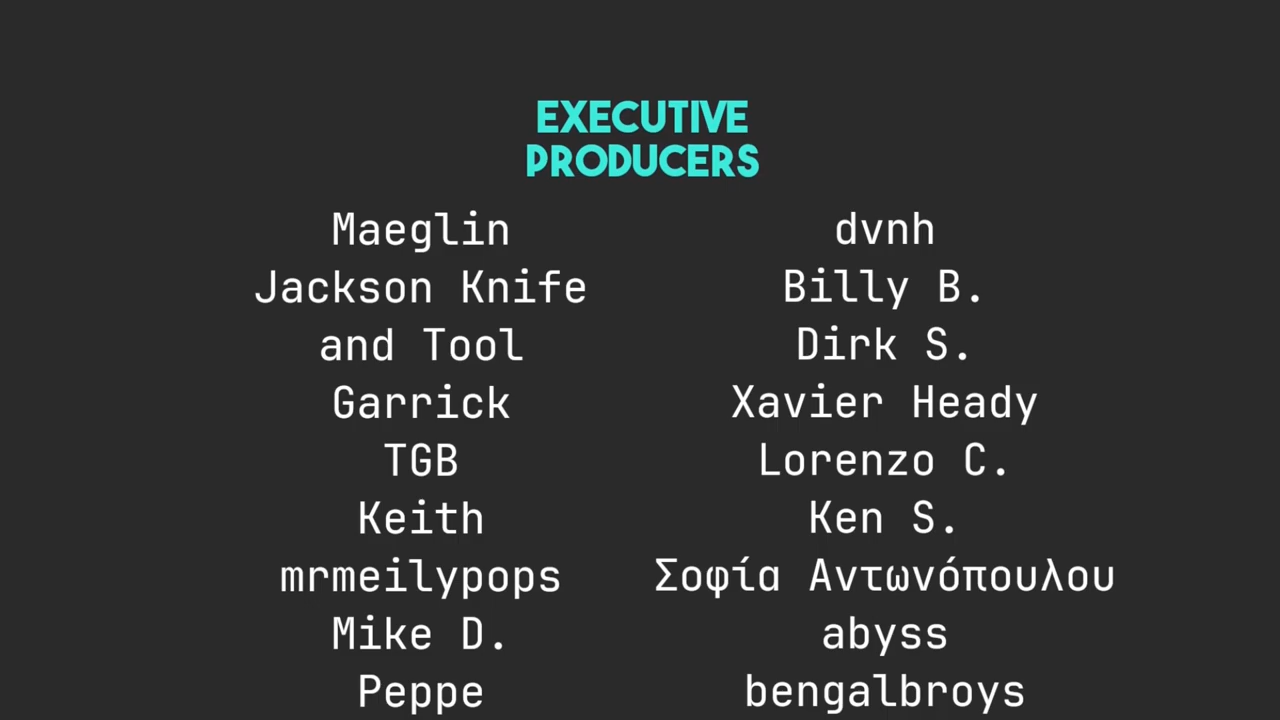 EXECUTIVE
PRODUCERS
Maeglin
Jackson Knife
and Tool
Garrick
TGB
Keith
mrmeilypops
Mike D.
Peppe
dvnh
Billy B.
Dirk S.
Xavier Heady
Lorenzo C.
Ken S.
Σοφία Αντωνόπουλου
abyss
bengalbroys